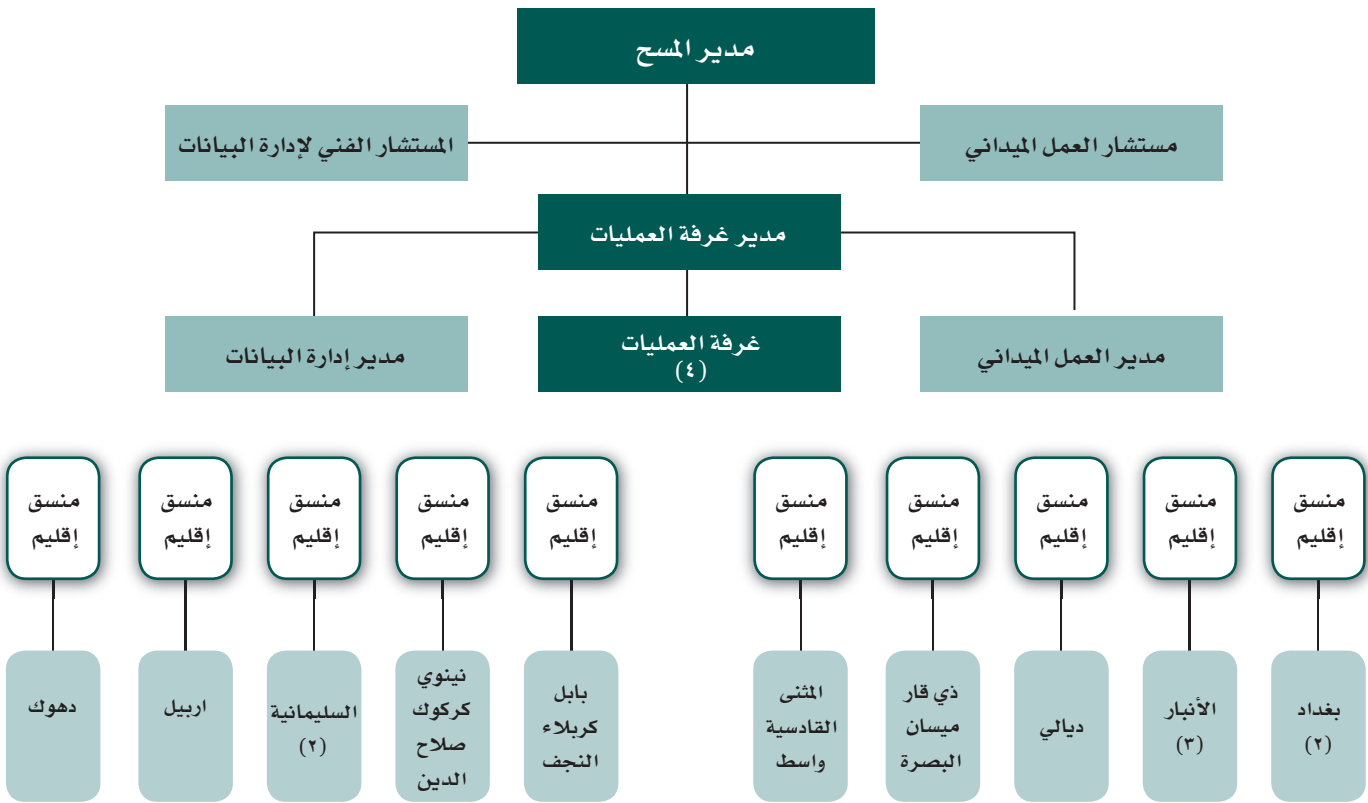 مدير المسح
مستشار العمل الميداني
المستشار الفني لإدارة البيانات
مدير غرفة العمليات
مدير العمل الميداني
غرفة العمليات
(٤)
مدير إدارة البيانات
منسق
إقليم
منسق
إقليم
منسق
إقليم
منسق
إقليم
منسق
إقليم
منسق
إقليم
منسق
إقليم
منسق
إقليم
منسق
إقليم
منسق
إقليم
بغداد
(٢)
الأنبار
(٣)
ديالي
ذي قار
ميسان
البصرة
المثنى
القادسية
واسط
بابل
كربلاء
النجف
نينوي
كركوك
صلاح
الدين
السليمانية
(٢)
اربيل
دهوك